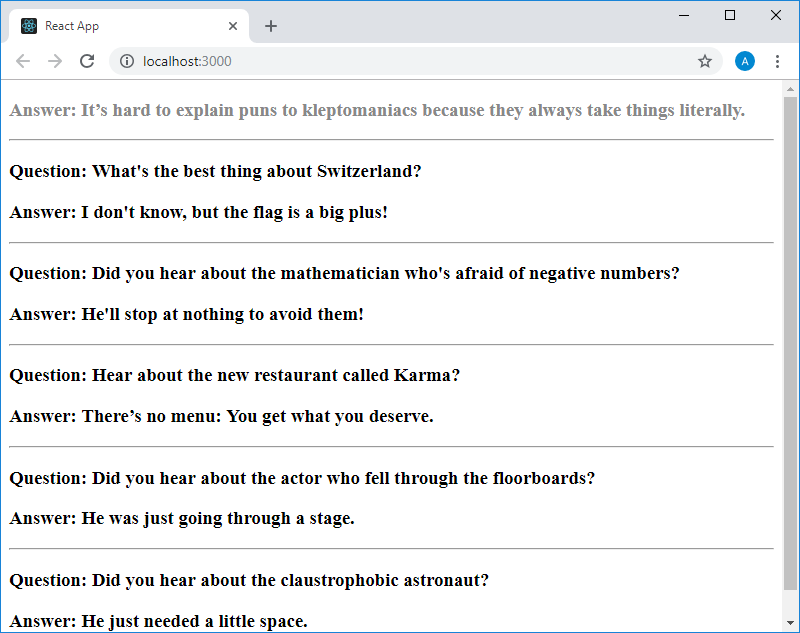 React App
localhost:3000
A
Answer: It’s hard to explain puns to kleptomaniacs because they always take things literally.
Question: What's the best thing about Switzerland?
Answer: I don't know, but the flag is a big plus!
Question: Did you hear about the mathematician who's afraid of negative numbers?
Answer: He'll stop at nothing to avoid them!
Question: Hear about the new restaurant called Karma?
Answer: There’s no menu: You get what you deserve.
Question: Did you hear about the actor who fell through the floorboards?
Answer: He was just going through a stage.
Question: Did you hear about the claustrophobic astronaut?
Answer: He just needed a little space.